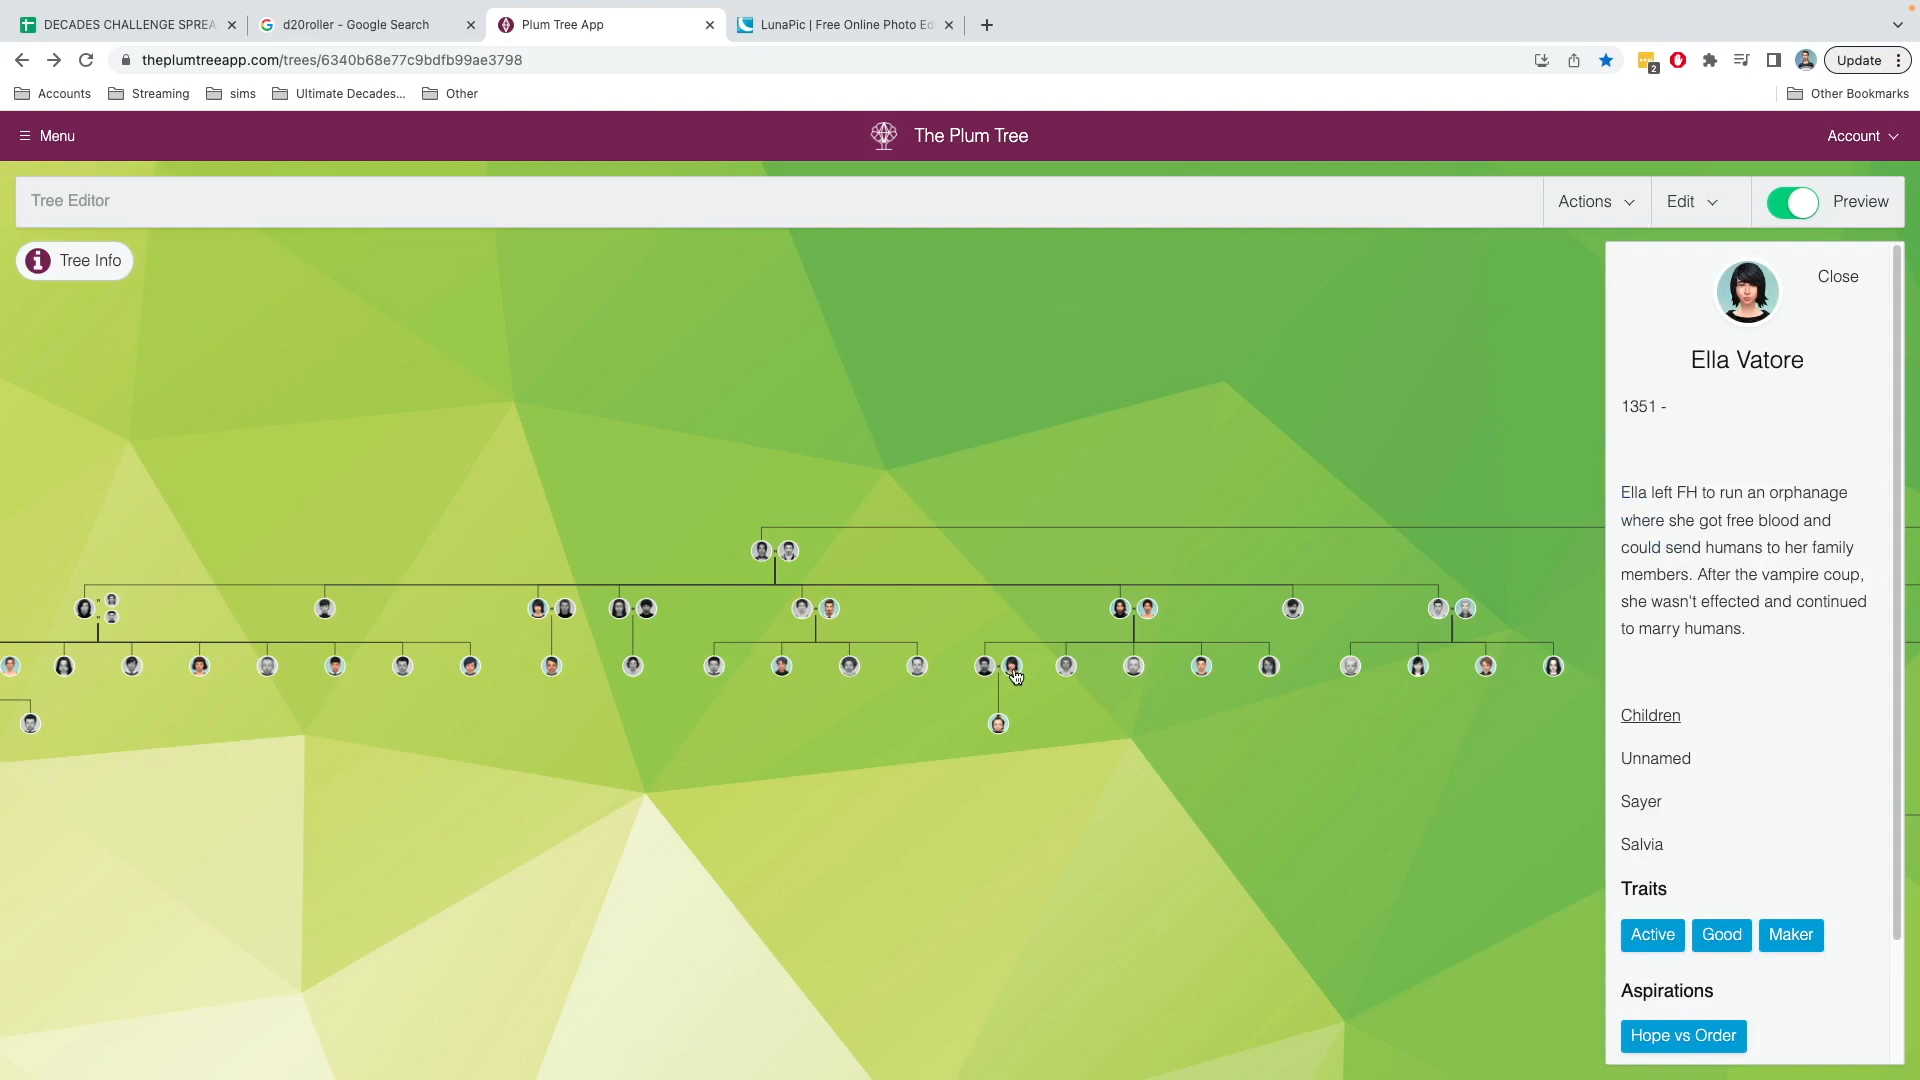 DECADES CHALLENGE SPREA
d20roller - Google Search
Plum Tree App
LunaPic | Free Online Photo Ed
theplumtreeapp.com/trees/6340b68e77c9bdfb99ae3798
2
Update
Accounts
Streaming
sims
Ultimate Decades...
Other
Other Bookmarks
Menu
The Plum Tree
Account
Tree Editor
Actions
Edit
Preview
Tree Info
Close
Ella Vatore
1351 -
Ella left FH to run an orphanage
where she got free blood and
could send humans to her family
members. After the vampire coup,
she wasn't effected and continued
to marry humans.
Children
Unnamed
Sayer
Salvia
Traits
Active Good Maker
Aspirations
Hope vs Order